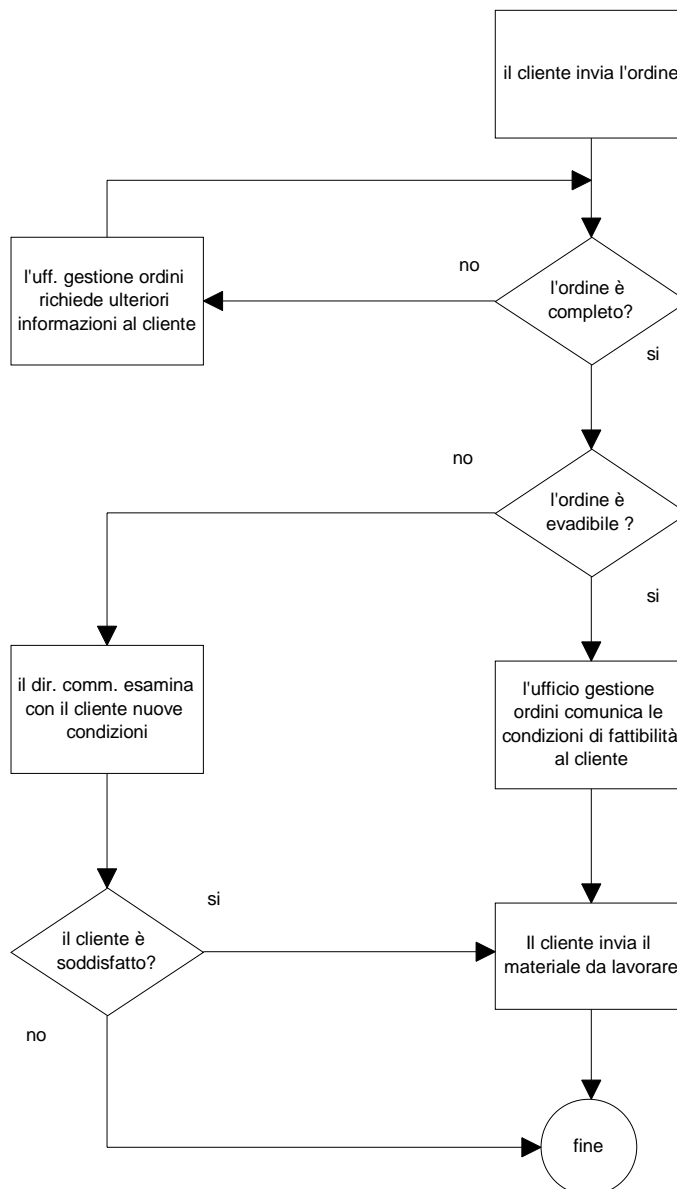 il cliente invia l'ordine
no
l'uff. gestione ordini
richiede ulteriori
informazioni al cliente
l'ordine è
completo?
si
no
l'ordine è
evadibile ?
si
il dir. comm. esamina
con il cliente nuove
condizioni
l'ufficio gestione
ordini comunica le
condizioni di fattibilità
al cliente
si
il cliente è
soddisfatto?
Il cliente invia il
materiale da lavorare
no
fine